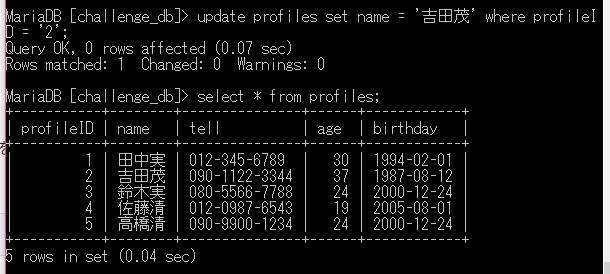 MariaDB [challenge_db]> update profiles set name = '吉田茂' where profileI
D = '2';
Query OK, 0 rows affected (0.07 sec)
Rows matched: 1  Changed: 0  Warnings: 0
MariaDB [challenge_db]> select * from profiles;
+-----------+--------+---------------+------+------------+
| profileID | name   | tell          | age  | birthday   |
+-----------+--------+---------------+------+------------+
|         1 | 田中実 | 012-345-6789  |   30 | 1994-02-01 |
|         2 | 吉田茂 | 090-1122-3344 |   37 | 1987-08-12 |
|         3 | 鈴木実 | 080-5566-7788 |   24 | 2000-12-24 |
|         4 | 佐藤清 | 012-0987-6543 |   19 | 2005-08-01 |
|         5 | 高橋清 | 090-9900-1234 |   24 | 2000-12-24 |
+-----------+--------+---------------+------+------------+
5 rows in set (0.04 sec)